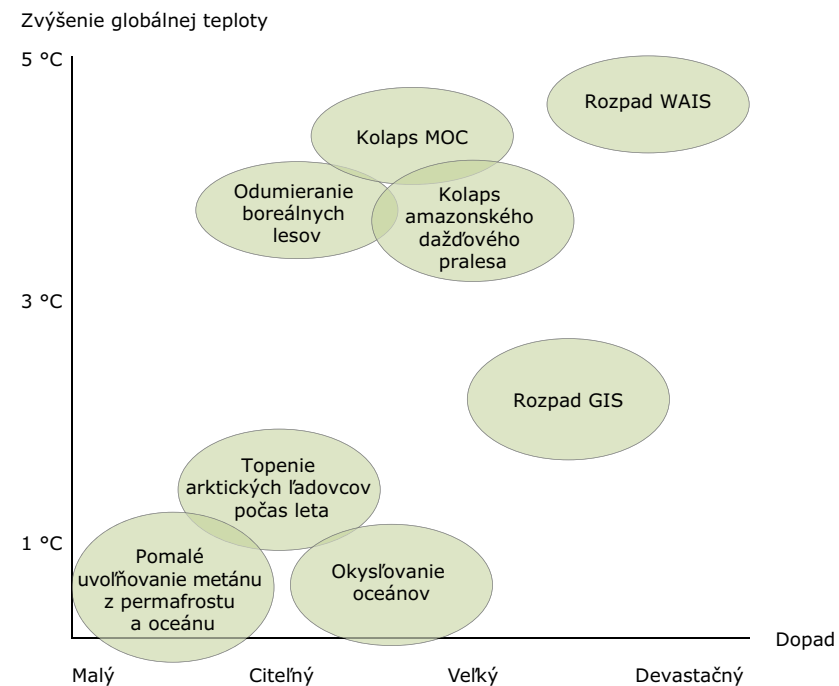 Zvýšenie globálnej teploty
5 °C
Rozpad WAIS
Kolaps MOC
Odumieranie
boreálnych
lesov
Kolaps
amazonského
dažďového
pralesa
3 °C
Rozpad GIS
Topenie
arktických ľadovcov
počas leta
1 °C
Pomalé
uvoľňovanie metánu
z permafrostu
a oceánu
Okysľovanie
oceánov
Dopad
Malý
Citeľný
Veľký
Devastačný